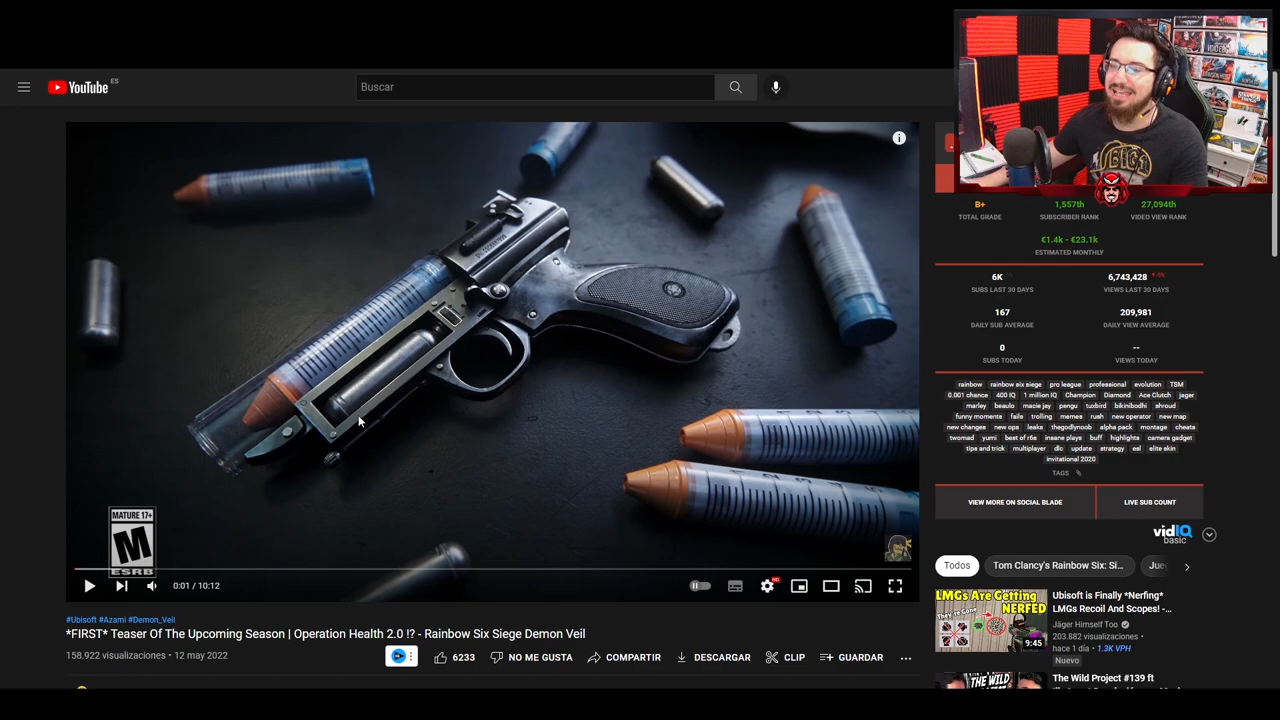 YouTube ES
Buscar
B+
TOTAL GRADE
1,557th
SUBSCRIBER RANK
27,094th
VIDEO VIEW RANK
€1.4k - €23.1k
ESTIMATED MONTHLY
6K
SUBS LAST 30 DAYS
6,743,428
VIEWS LAST 30 DAYS
167
DAILY SUB AVERAGE
209,981
DAILY VIEW AVERAGE
0
SUBS TODAY
--
VIEWS TODAY
rainbow rainbow six siege pro league professional evolution TSM
0.001 chence 400 IQ 1 million IQ Champion Diamond Ace Clutch jager
marley beaulo macie jay pengu tuxbird bikinibodhi shroud
funny moments fails trolling memes rush new operator new map
new changes new ops leaks thegodlynoob alpha pack montage cheats
twomad yumi best of r6s insane plays buff highlights camera gadget
tips and trick multiplayer dlc update strategy esl elite skin
invitational 2020
TAGS
VIEW MORE ON SOCIAL BLADE
LIVE SUB COUNT
vidIQ
basic
Todos
Tom Clancy's Rainbow Six: Si...
LMGs ARE GETTING
NERFED
They're Gone
9:45
Ubisoft is Finally *Nerfing*
LMGs Recoil And Scopes! -...
Jäger Himself Too
203.882 visualizaciones •
hace 1 día • 1.3K VPH
Nuevo
THE WILD
The Wild Project #139 ft
MATURE 17+
M
ESRB
0:01 / 10:12
HD
#Ubisoft #Azami #Demon_Veil
*FIRST* Teaser Of The Upcoming Season | Operation Health 2.0 !? - Rainbow Six Siege Demon Veil
158.922 visualizaciones • 12 may 2022
6233
NO ME GUSTA
COMPARTIR
DESCARGAR
CLIP
GUARDAR